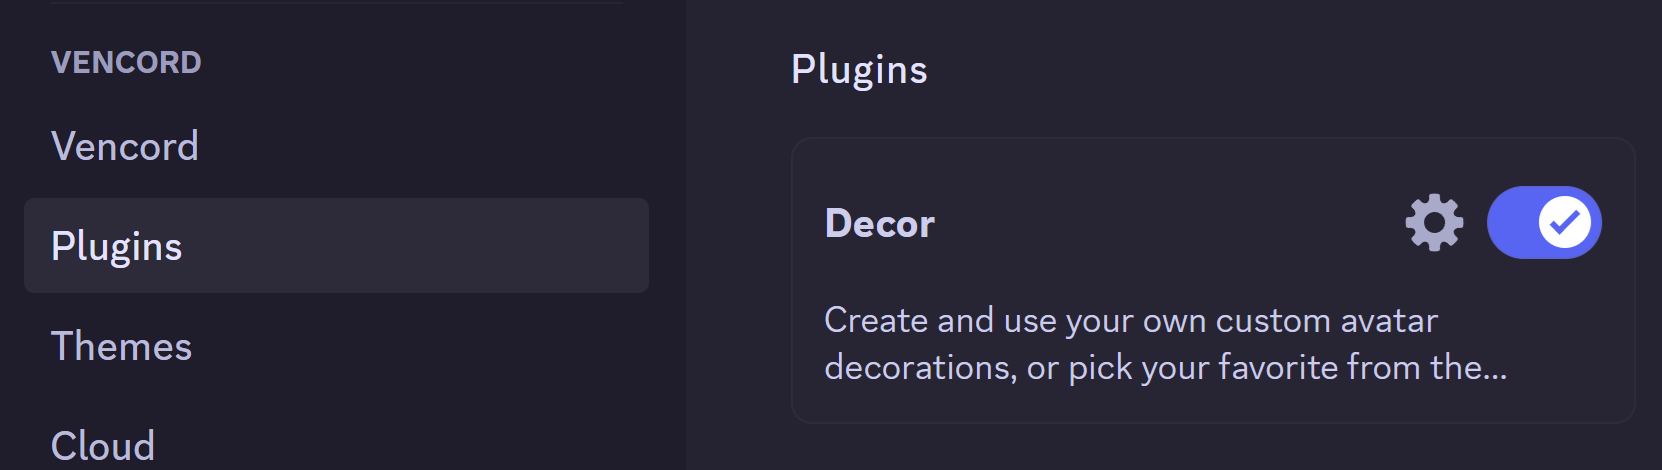 VENCORD
Vencord
Plugins
Themes
Cloud
Plugins
Decor
Create and use your own custom avatar
decorations, or pick your favorite from the...